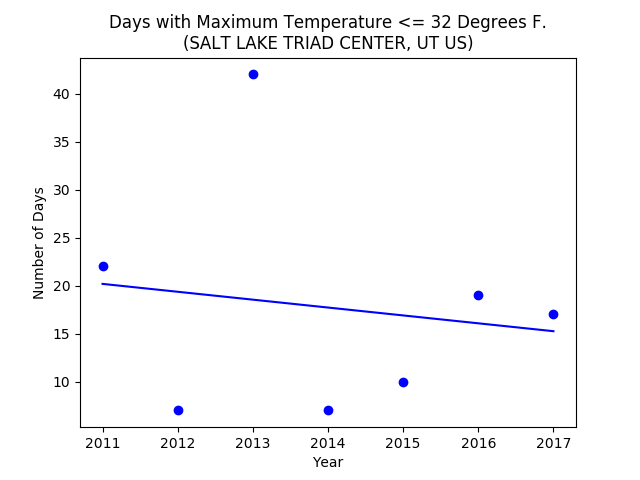 Days with Maximum Temperature <= 32 Degrees F.
(SALT LAKE TRIAD CENTER, UT US)
40
35
30
25
20
15
10
Number of Days
2011 2012 2013 2014 2015 2016 2017
Year